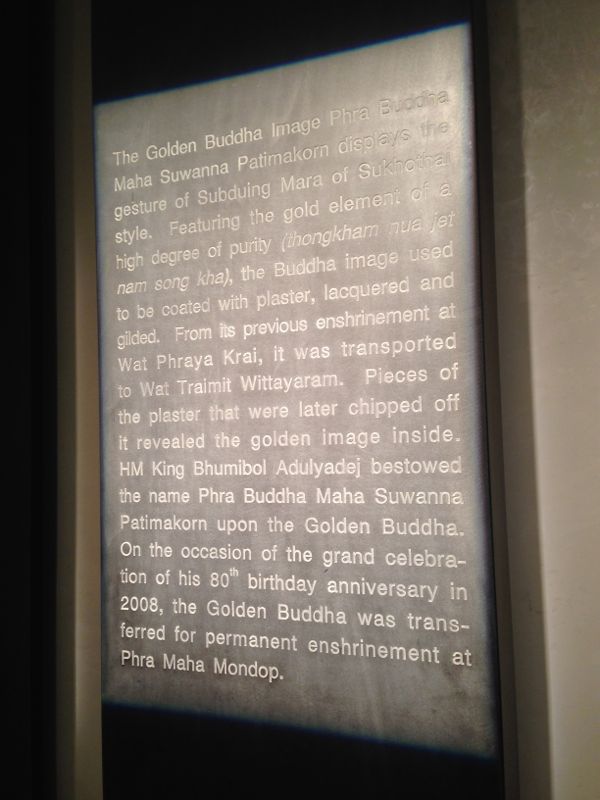 The Golden Buddha Image Phra Buddha
Maha Suwanna Patimakorn displays the
gesture of Subduing Mara of Sukhothai
style. Featuring the gold element of a
high degree of purity (thongkham nua jet
nam song kha), the Buddha image used
to be coated with plaster, lacquered and
gilded. From its previous enshrinement at
Wat Phraya Krai, it was transported
to Wat Traimit Wittayaram. Pieces of
the plaster that were later chipped off
it revealed the golden image inside.
HM King Bhumibol Adulyadej bestowed
the name Phra Buddha Maha Suwanna
Patimakorn upon the Golden Buddha.
On the occasion of the grand celebra-
tion of his 80th birthday anniversary in
2008, the Golden Buddha was trans-
ferred for permanent enshrinement at
Phra Maha Mondop.